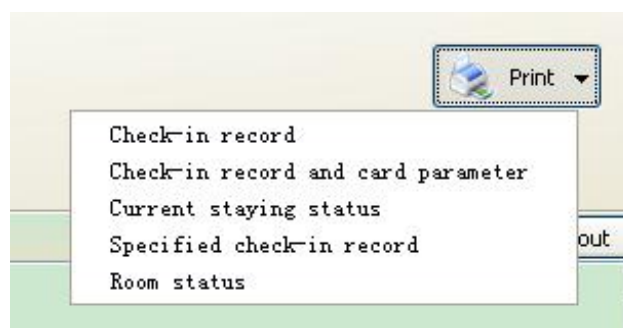 Print
Check-in record
Check-in record and card parameter
Current staying status
Specified check-in record
out
Room status